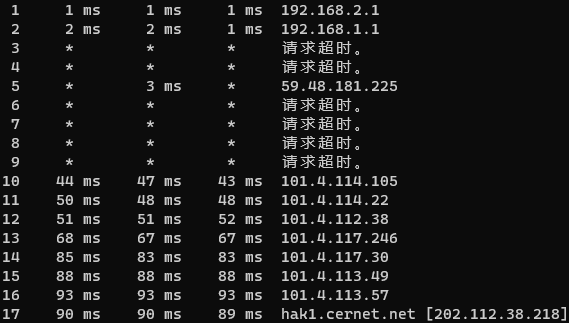 1 1 ms 1 ms 1 ms 192.168.2.1
2 2 ms 2 ms 1 ms 192.168.1.1
3 * * * 请求超时。
4 * * * 请求超时。
5 * 3 ms * 59.48.181.225
6 * * * 请求超时。
7 * * * 请求超时。
8 * * * 请求超时。
9 * * * 请求超时。
10 44 ms 47 ms 43 ms 101.4.114.105
11 50 ms 48 ms 48 ms 101.4.114.22
12 51 ms 51 ms 52 ms 101.4.112.38
13 68 ms 67 ms 67 ms 101.4.117.246
14 85 ms 83 ms 83 ms 101.4.117.30
15 88 ms 88 ms 88 ms 101.4.113.49
16 93 ms 93 ms 93 ms 101.4.113.57
17 90 ms 90 ms 89 ms hak1.cernet.net [202.112.38.218]